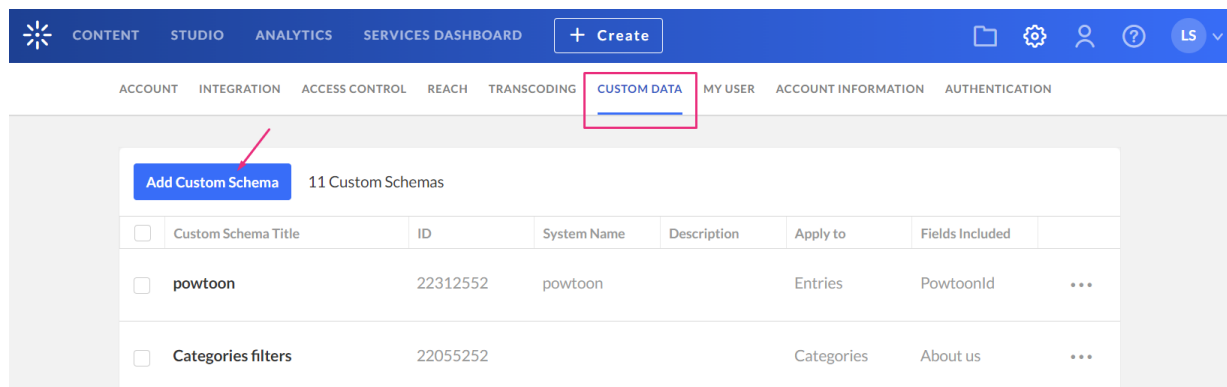 CONTENT STUDIO ANALYTICS SERVICES DASHBOARD + Create LS
ACCOUNT INTEGRATION ACCESS CONTROL REACH TRANSCODING CUSTOM DATA MY USER ACCOUNT INFORMATION AUTHENTICATION
Add Custom Schema 11 Custom Schemas
Custom Schema Title ID System Name Description Apply to Fields Included
powtoon 22312552 powtoon Entries PowtoonId
Categories filters 22055252 Categories About us